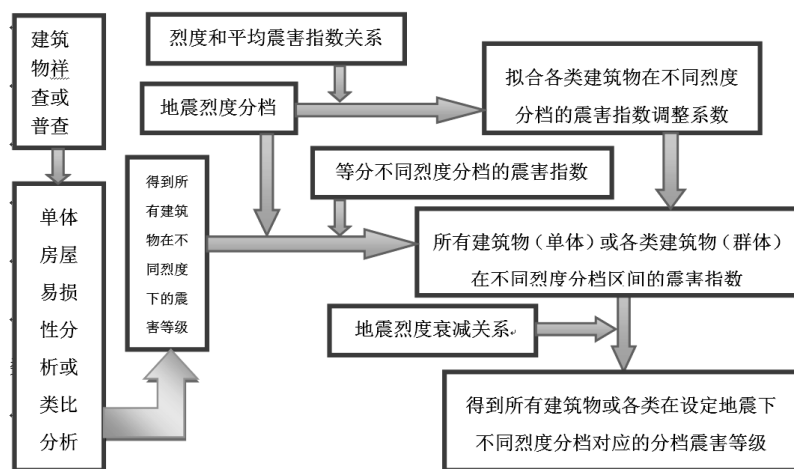 建筑
物祥
查或
普查
烈度和平均震害指数关系
地震烈度分档
拟合各类建筑物在不同烈度
分档的震害指数调整系数
等分不同烈度分档的震害指数
得到所
有建筑
物在不
同烈度
下的震
害等级
单体
房屋
易损
性分
析或
类比
分析
所有建筑物（单体）或各类建筑物（群体）
在不同烈度分档区间的震害指数
地震烈度衰减关系
得到所有建筑物或各类在设定地震下
不同烈度分档对应的分档震害等级